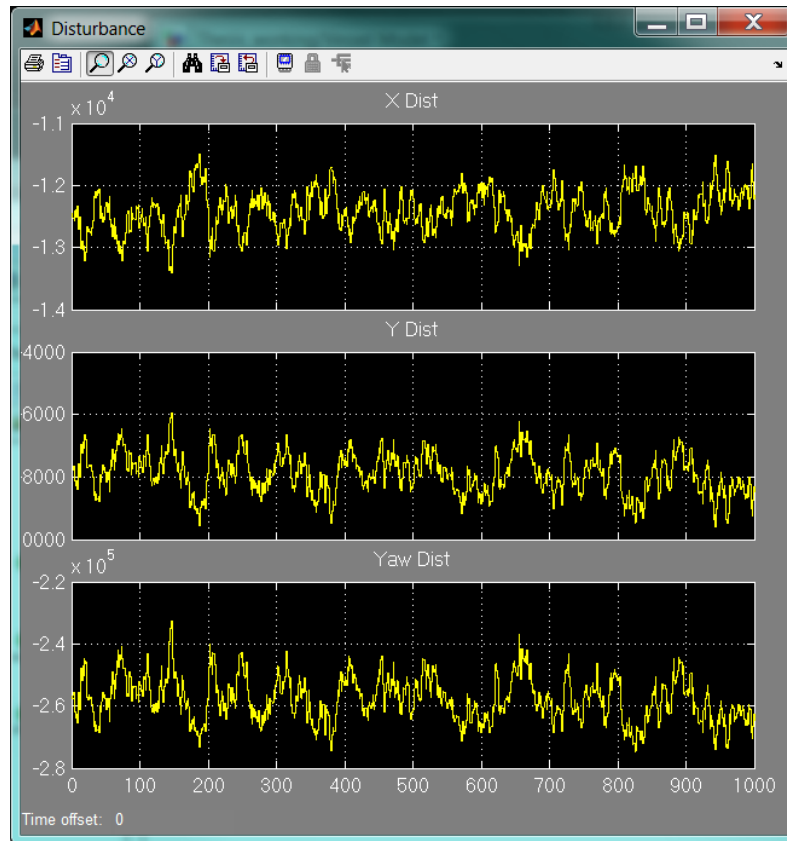 Disturbance
x 10^4
X Dist
-1.1
-1.2
-1.3
-1.4
Y Dist
4000
6000
8000
0000
x 10^5
Yaw Dist
-2.2
-2.4
-2.6
-2.8
0 100 200 300 400 500 600 700 800 900 1000
Time offset: 0